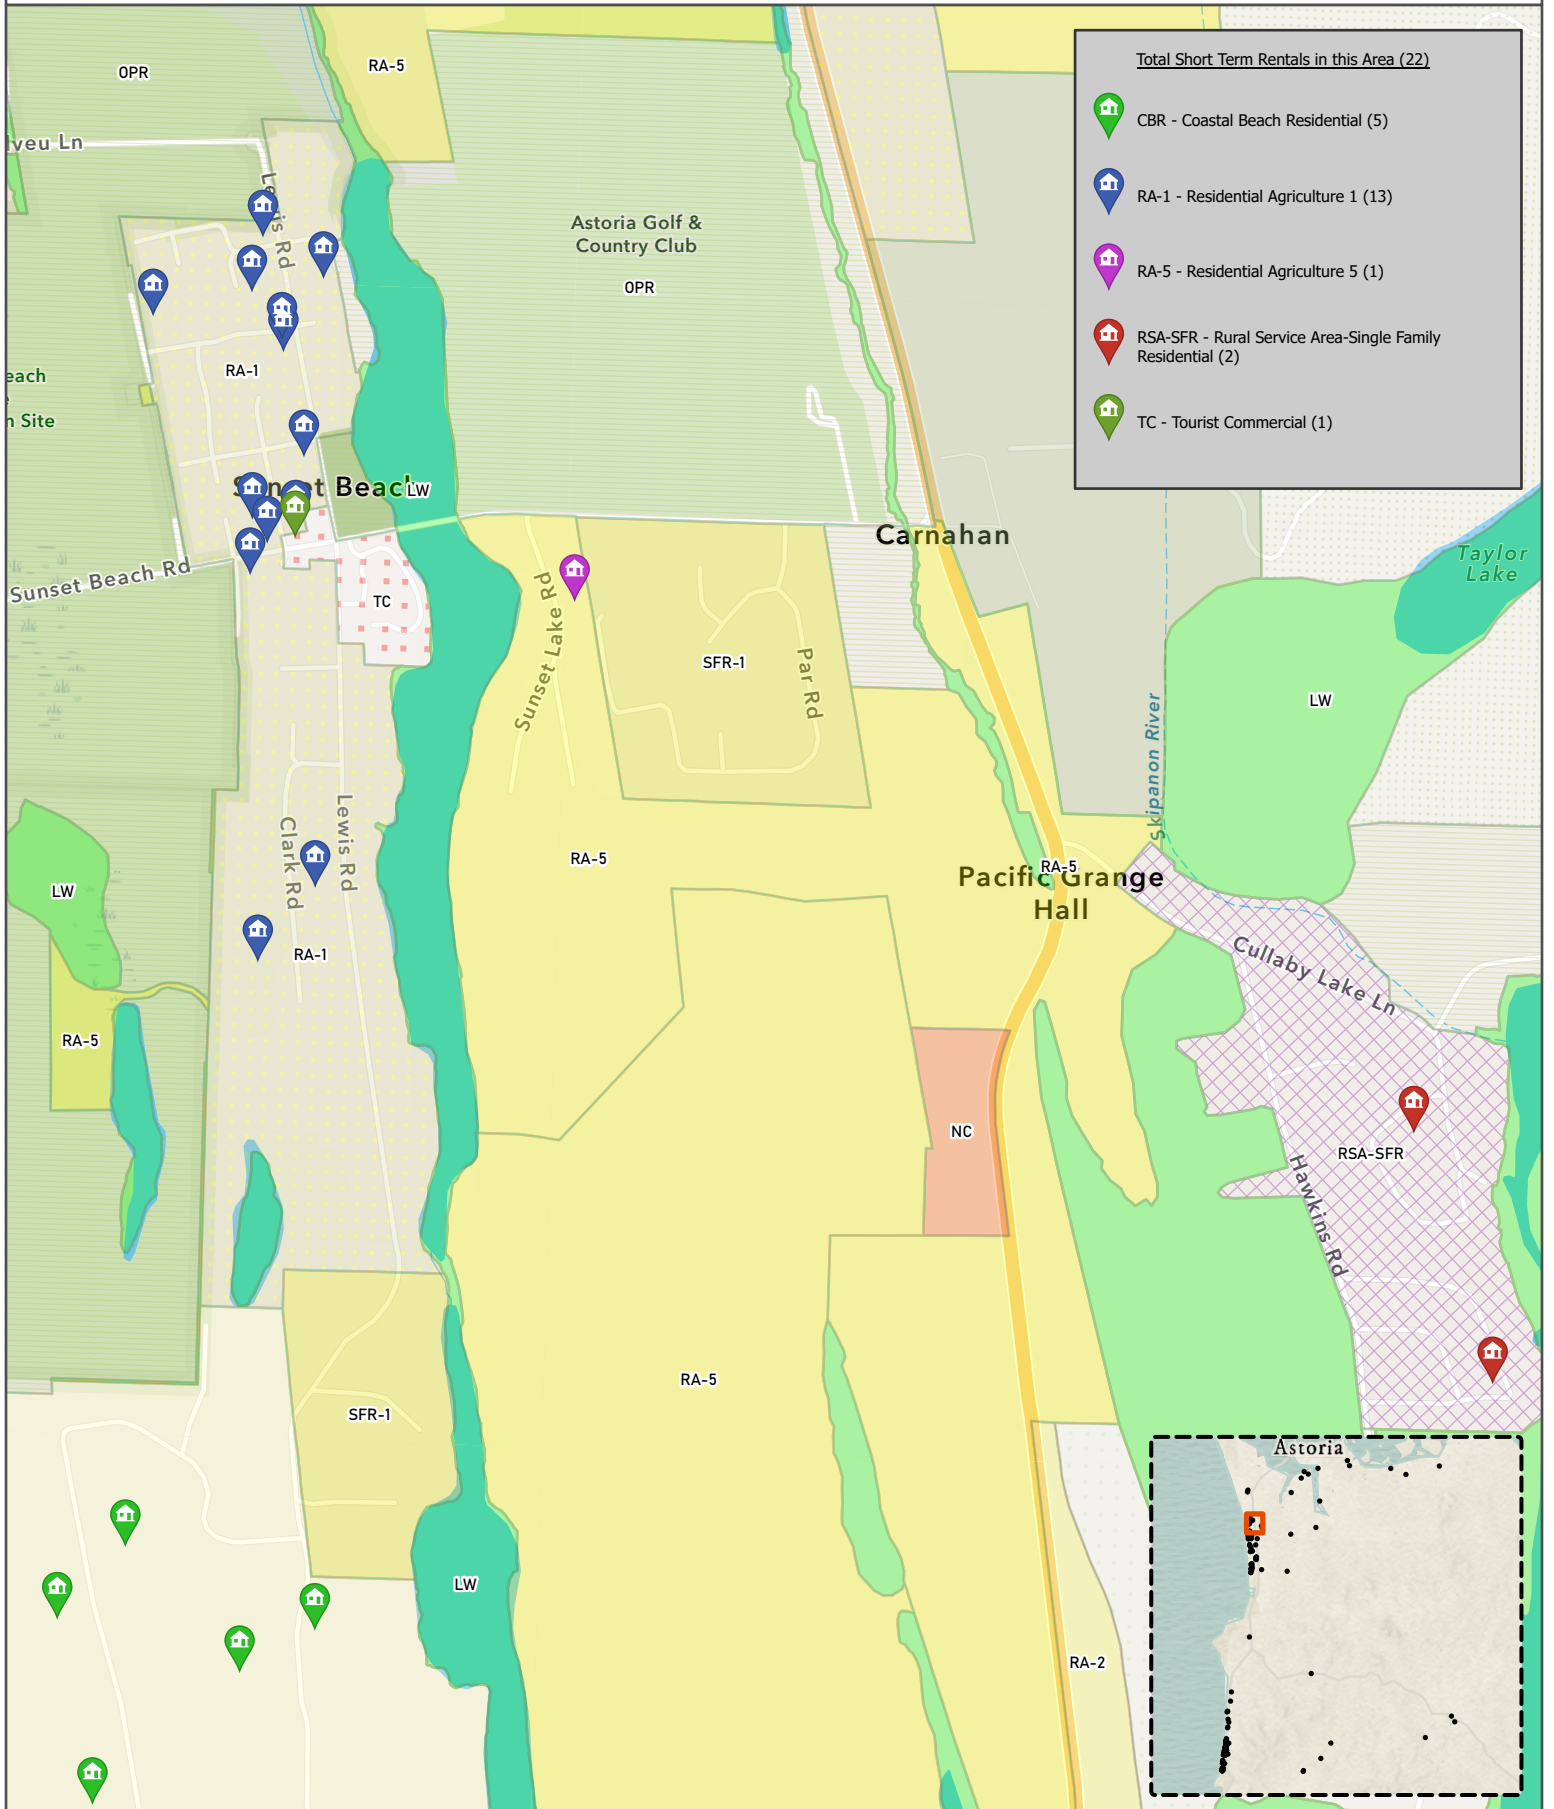 OPR
RA-5
Total Short Term Rentals in this Area (22)
CBR - Coastal Beach Residential (5)
RA-1 - Residential Agriculture 1 (13)
RA-5 - Residential Agriculture 5 (1)
RSA-SFR - Rural Service Area-Single Family
Residential (2)
TC - Tourist Commercial (1)
lveu Ln
Lewis Rd
Astoria Golf &
Country Club
OPR
RA-1
each
n Site
Sunset Beach
LW
Carnahan
Taylor
Lake
Sunset Beach Rd
TC
Sunset Lake Rd
SFR-1
Par Rd
LW
Skipanon River
Lewis Rd
Clark Rd
RA-5
RA-5
Pacific Grange
Hall
LW
RA-1
Cullaby Lake Ln
RA-5
NC
RSA-SFR
Hawkins Rd
RA-5
SFR-1
Astoria
LW
RA-2